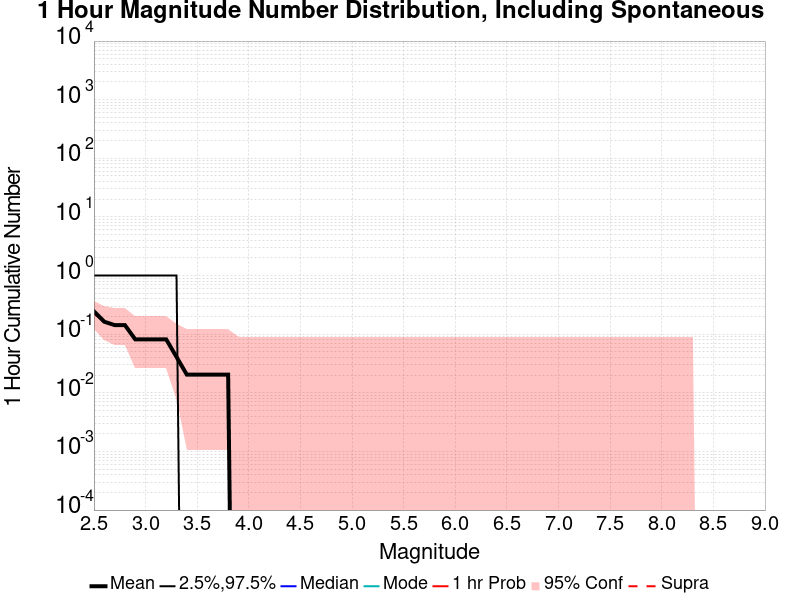 1 Hour Magnitude Number Distribution, Including Spontaneous
1 Hour Cumulative Number
10^4
10^3
10^2
10^1
10^0
10^-1
10^-2
10^-3
10^-4
2.5 3.0 3.5 4.0 4.5 5.0 5.5 6.0 6.5 7.0 7.5 8.0 8.5 9.0
Magnitude
Mean 2.5%,97.5% Median Mode 1 hr Prob 95% Conf Supra